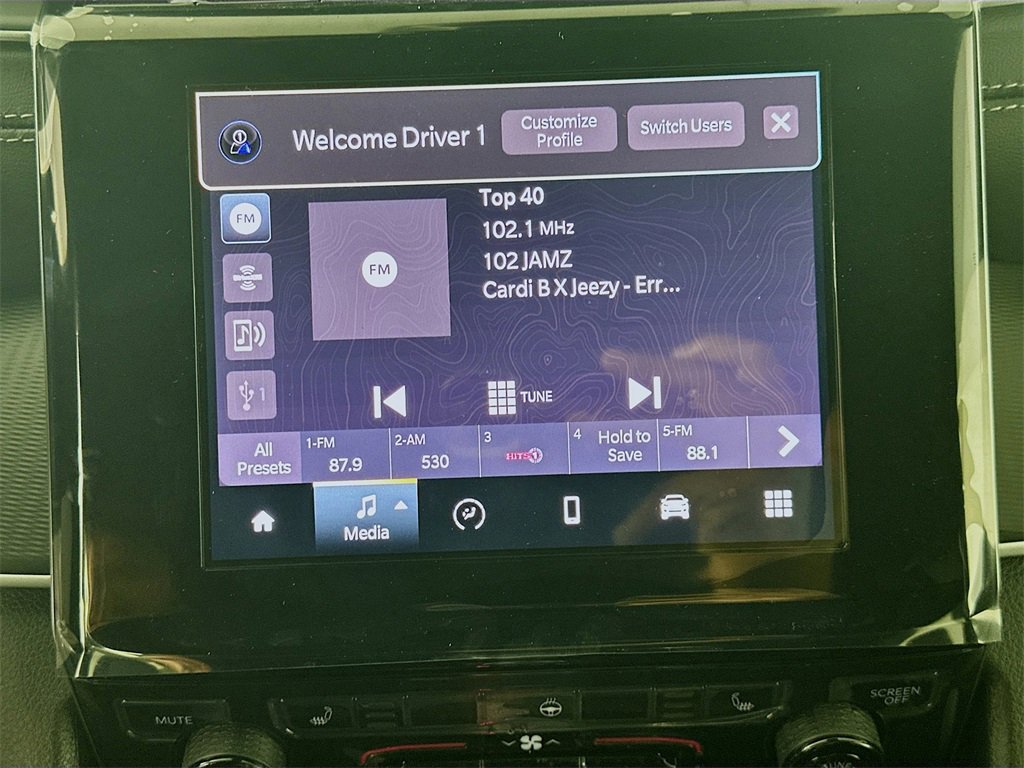 Welcome Driver 1
Customize
Profile
Switch Users
FM
Top 40
102.1 MHz
102 JAMZ
Cardi B X Jeezy - Err...
FM
1
TUNE
All
Presets
1-FM
87.9
2-AM
530
3
HITS 1
4
Hold to
Save
5-FM
88.1
Media
MUTE
SCREEN
OFF
TUNE